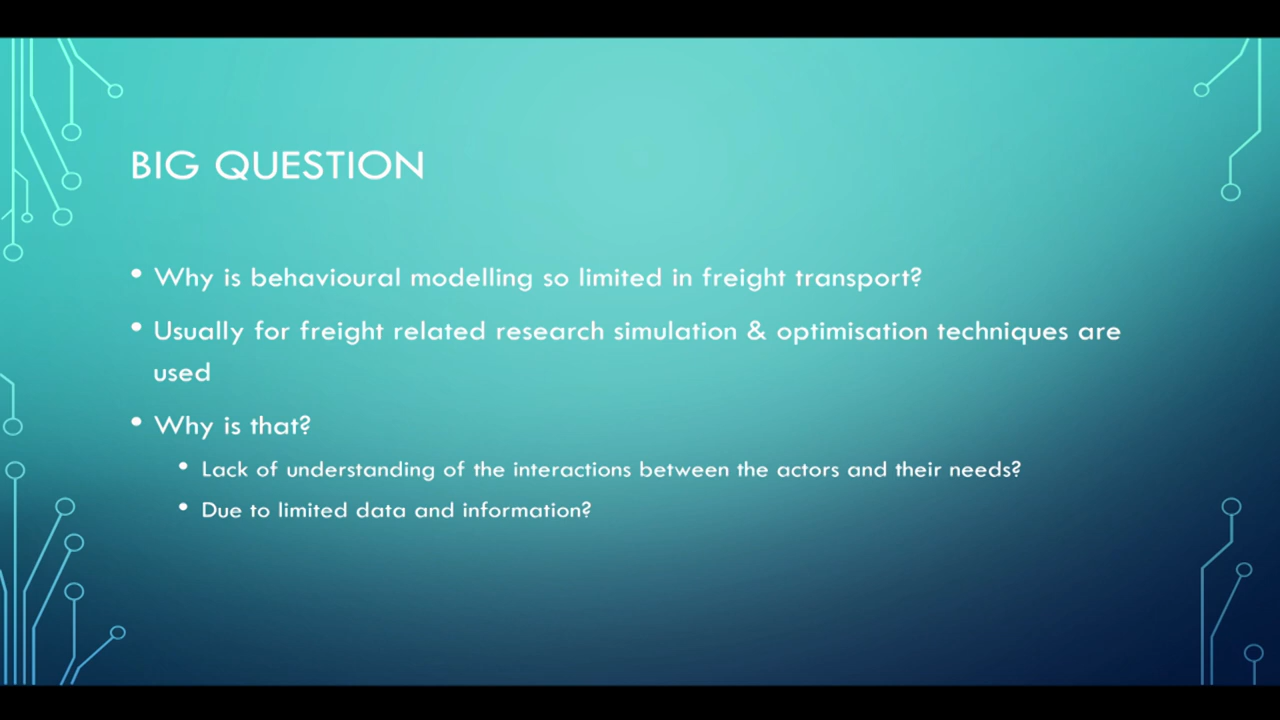 BIG QUESTION
• Why is behavioural modelling so limited in freight transport?
• Usually for freight related research simulation & optimisation techniques are
used
• Why is that?
• Lack of understanding of the interactions between the actors and their needs?
• Due to limited data and information?